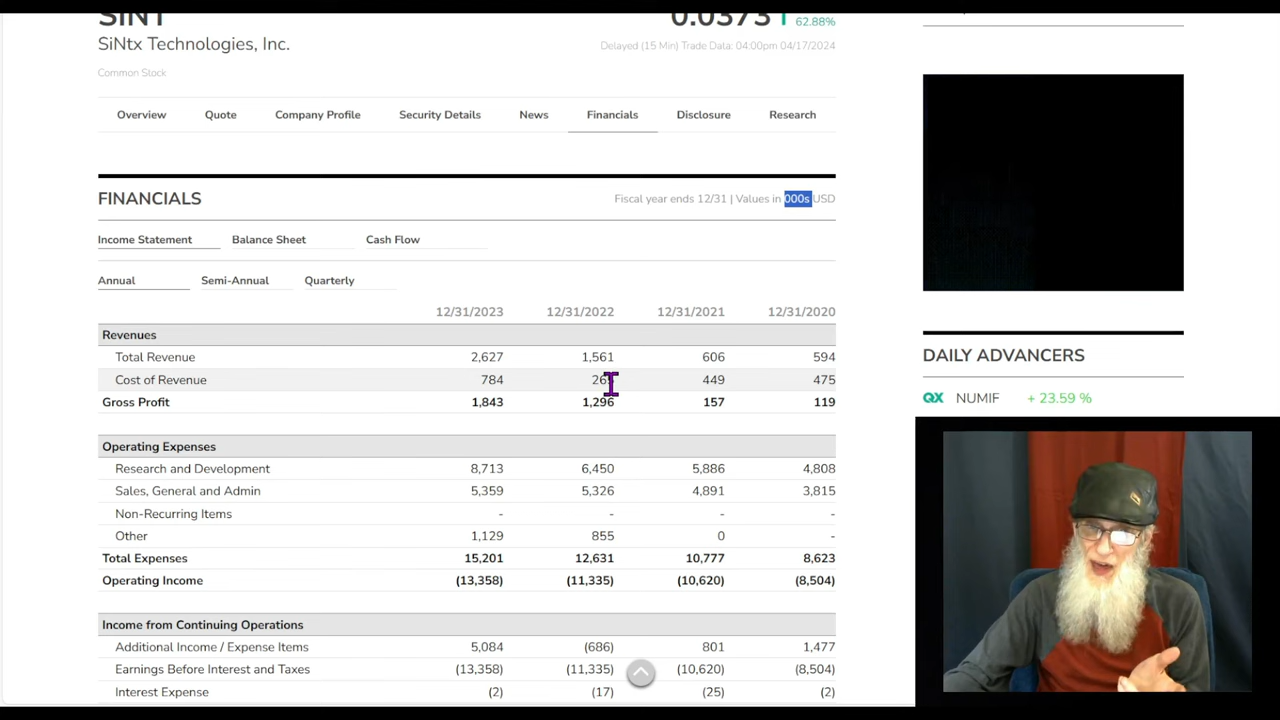 SINT 0.0373 ↑ 62.88%
SiNtx Technologies, Inc. Delayed (15 Min) Trade Data: 04:00pm 04/17/2024
Common Stock
Overview Quote Company Profile Security Details News Financials Disclosure Research
FINANCIALS Fiscal year ends 12/31 | Values in 000s USD
Income Statement Balance Sheet Cash Flow
Annual Semi-Annual Quarterly
12/31/2023 12/31/2022 12/31/2021 12/31/2020
Revenues
Total Revenue 2,627 1,561 606 594
Cost of Revenue 784 449 475
Gross Profit 1,843 1,296 157 119
Operating Expenses
Research and Development 8,713 6,450 5,886 4,808
Sales, General and Admin 5,359 5,326 4,891 3,815
Non-Recurring Items - - - -
Other 1,129 855 0 -
Total Expenses 15,201 12,631 10,777 8,623
Operating Income (13,358) (11,335) (10,620) (8,504)
Income from Continuing Operations
Additional Income / Expense Items 5,084 (686) 801 1,477
Earnings Before Interest and Taxes (13,358) (11,335) (10,620) (8,504)
Interest Expense (2) (17) (25) (2)
DAILY ADVANCERS
QX NUMIF + 23.59 %